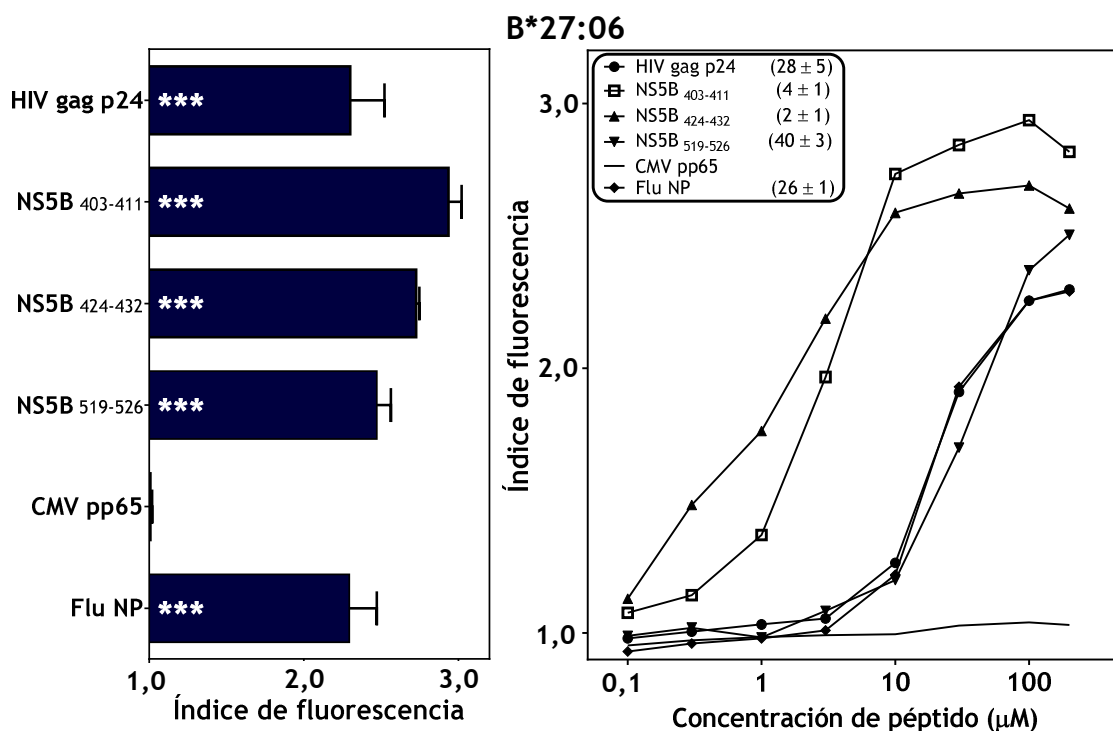 B*27:06
HIV gag p24
***
NS5B 403-411
***
NS5B 424-432
***
NS5B 519-526
***
CMV pp65
Flu NP
***
1,0 2,0 3,0
Índice de fluorescencia
HIV gag p24 (28 ± 5)
NS5B 403-411 (4 ± 1)
NS5B 424-432 (2 ± 1)
NS5B 519-526 (40 ± 3)
CMV pp65
Flu NP (26 ± 1)
Índice de fluorescencia
3,0
2,0
1,0
0,1 1 10 100
Concentración de péptido (µM)